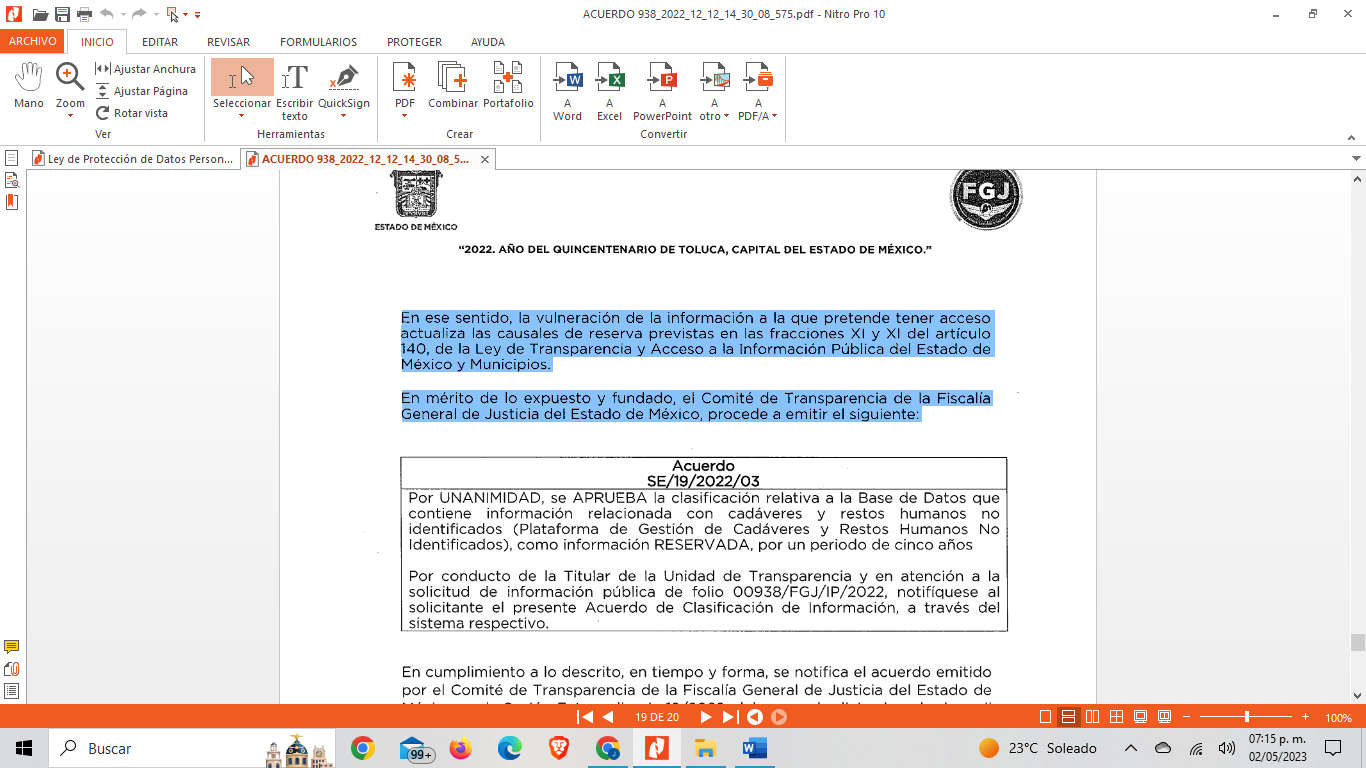 ACUERDO 938_2022_12_12_14_30_08_575.pdf - Nitro Pro 10
ARCHIVO INICIO EDITAR REVISAR FORMULARIOS PROTEGER AYUDA
Mano
Zoom
Ajustar Anchura
Ajustar Página
Rotar vista
Ver
Seleccionar
Escribir texto
QuickSign
Herramientas
PDF
Combinar
Portafolio
Crear
A Word
A Excel
A PowerPoint
A otro
A PDF/A
Convertir
Ley de Protección de Datos Person...
ACUERDO 938_2022_12_12_14_30_08_5...
ESTADO DE MÉXICO
FGJ
“2022. AÑO DEL QUINCENTENARIO DE TOLUCA, CAPITAL DEL ESTADO DE MÉXICO.”
En ese sentido, la vulneración de la información a la que pretende tener acceso
actualiza las causales de reserva previstas en las fracciones XI y XI del artículo
140, de la Ley de Transparencia y Acceso a la Información Pública del Estado de
México y Municipios.
En mérito de lo expuesto y fundado, el Comité de Transparencia de la Fiscalía
General de Justicia del Estado de México, procede a emitir el siguiente:
Acuerdo
SE/19/2022/03
Por UNANIMIDAD, se APRUEBA la clasificación relativa a la Base de Datos que
contiene información relacionada con cadáveres y restos humanos no
identificados (Plataforma de Gestión de Cadáveres y Restos Humanos No
Identificados), como información RESERVADA, por un periodo de cinco años
Por conducto de la Titular de la Unidad de Transparencia y en atención a la
solicitud de información pública de folio 00938/FGJ/IP/2022, notifíquese al
solicitante el presente Acuerdo de Clasificación de Información, a través del
sistema respectivo.
En cumplimiento a lo descrito, en tiempo y forma, se notifica el acuerdo emitido
por el Comité de Transparencia de la Fiscalía General de Justicia del Estado de
19 DE 20
100%
Buscar
99+
23°C Soleado
07:15 p. m.
02/05/2023